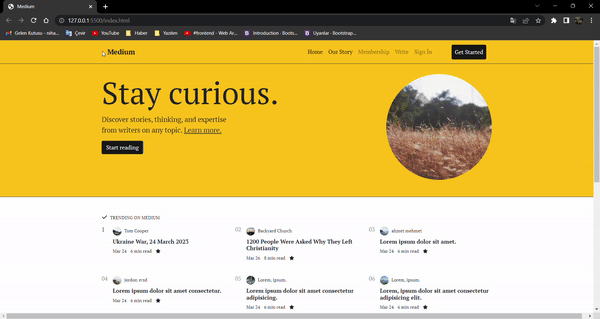 Medium
127.0.0.1:5500/index.html
Gelen Kutusu - niha...
Çevir
YouTube
Haber
Yazılım
#frontend - Web Ar...
Introduction · Boots...
Uyarılar · Bootstrap...
Medium
Home Our Story Membership Write Sign In Get Started
Stay curious.
Discover stories, thinking, and expertise
from writers on any topic. Learn more.
Start reading
TRENDING ON MEDIUM
1 Tom Cooper
Ukraine War, 24 March 2023
Mar 24 6 min read
02 Backyard Church
1200 People Were Asked Why They Left
Christianity
Mar 24 8 min read
03 ahmet mehmet
Lorem ipsum dolor sit amet.
Mar 24 6 min read
04
Lorem ipsum dolor sit amet consectetur.
Mar 24 6 min read
05 Lorem, ipsum.
Lorem ipsum dolor sit amet consectetur
adipisicing.
Mar 24 6 min read
06 Lorem, ipsum.
Lorem ipsum dolor sit amet consectetur
adipisicing elit.
Mar 24 6 min read